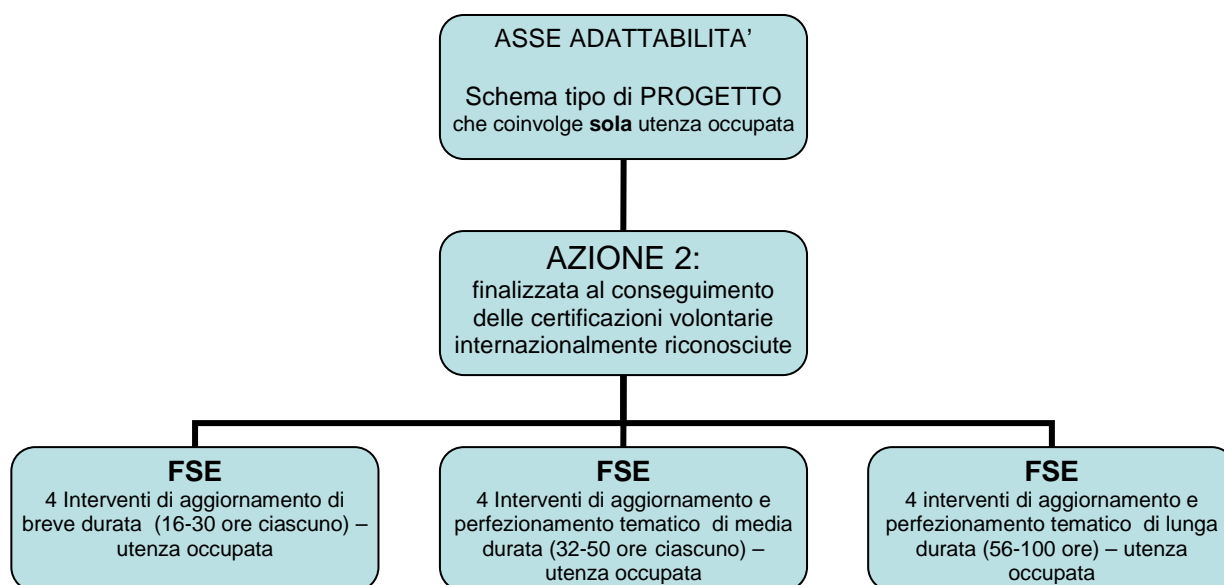 ASSE ADATTABILITA’
Schema tipo di PROGETTO
che coinvolge sola utenza occupata
AZIONE 2:
finalizzata al conseguimento
delle certificazioni volontarie
internazionalmente riconosciute
FSE
4 Interventi di aggiornamento di
breve durata (16-30 ore ciascuno) –
utenza occupata
FSE
4 Interventi di aggiornamento e
perfezionamento tematico di media
durata (32-50 ore ciascuno) –
utenza occupata
FSE
4 interventi di aggiornamento e
perfezionamento tematico di lunga
durata (56-100 ore) – utenza
occupata